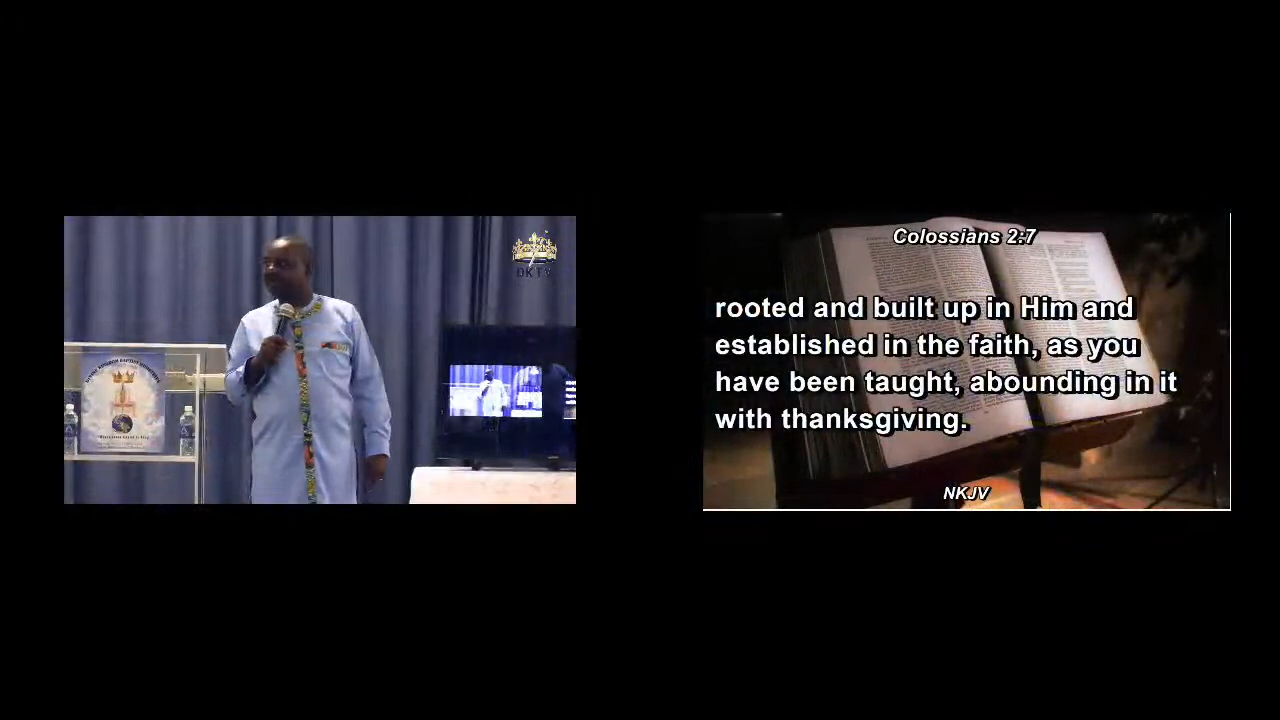 DKTV
Colossians 2:7
rooted and built up in Him and
established in the faith, as you
have been taught, abounding in it
with thanksgiving.
NKJV